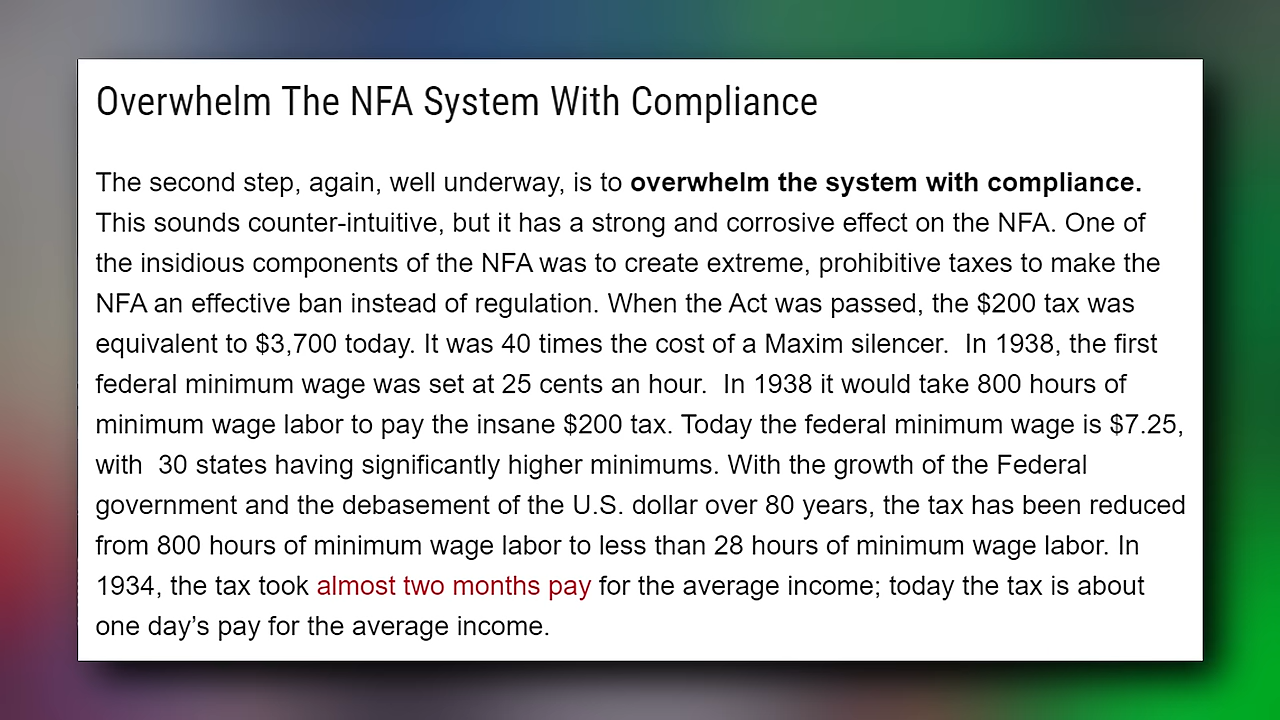 Overwhelm The NFA System With Compliance
The second step, again, well underway, is to overwhelm the system with compliance.
This sounds counter-intuitive, but it has a strong and corrosive effect on the NFA. One of
the insidious components of the NFA was to create extreme, prohibitive taxes to make the
NFA an effective ban instead of regulation. When the Act was passed, the $200 tax was
equivalent to $3,700 today. It was 40 times the cost of a Maxim silencer.  In 1938, the first
federal minimum wage was set at 25 cents an hour.  In 1938 it would take 800 hours of
minimum wage labor to pay the insane $200 tax. Today the federal minimum wage is $7.25,
with  30 states having significantly higher minimums. With the growth of the Federal
government and the debasement of the U.S. dollar over 80 years, the tax has been reduced
from 800 hours of minimum wage labor to less than 28 hours of minimum wage labor. In
1934, the tax took almost two months pay for the average income; today the tax is about
one day’s pay for the average income.